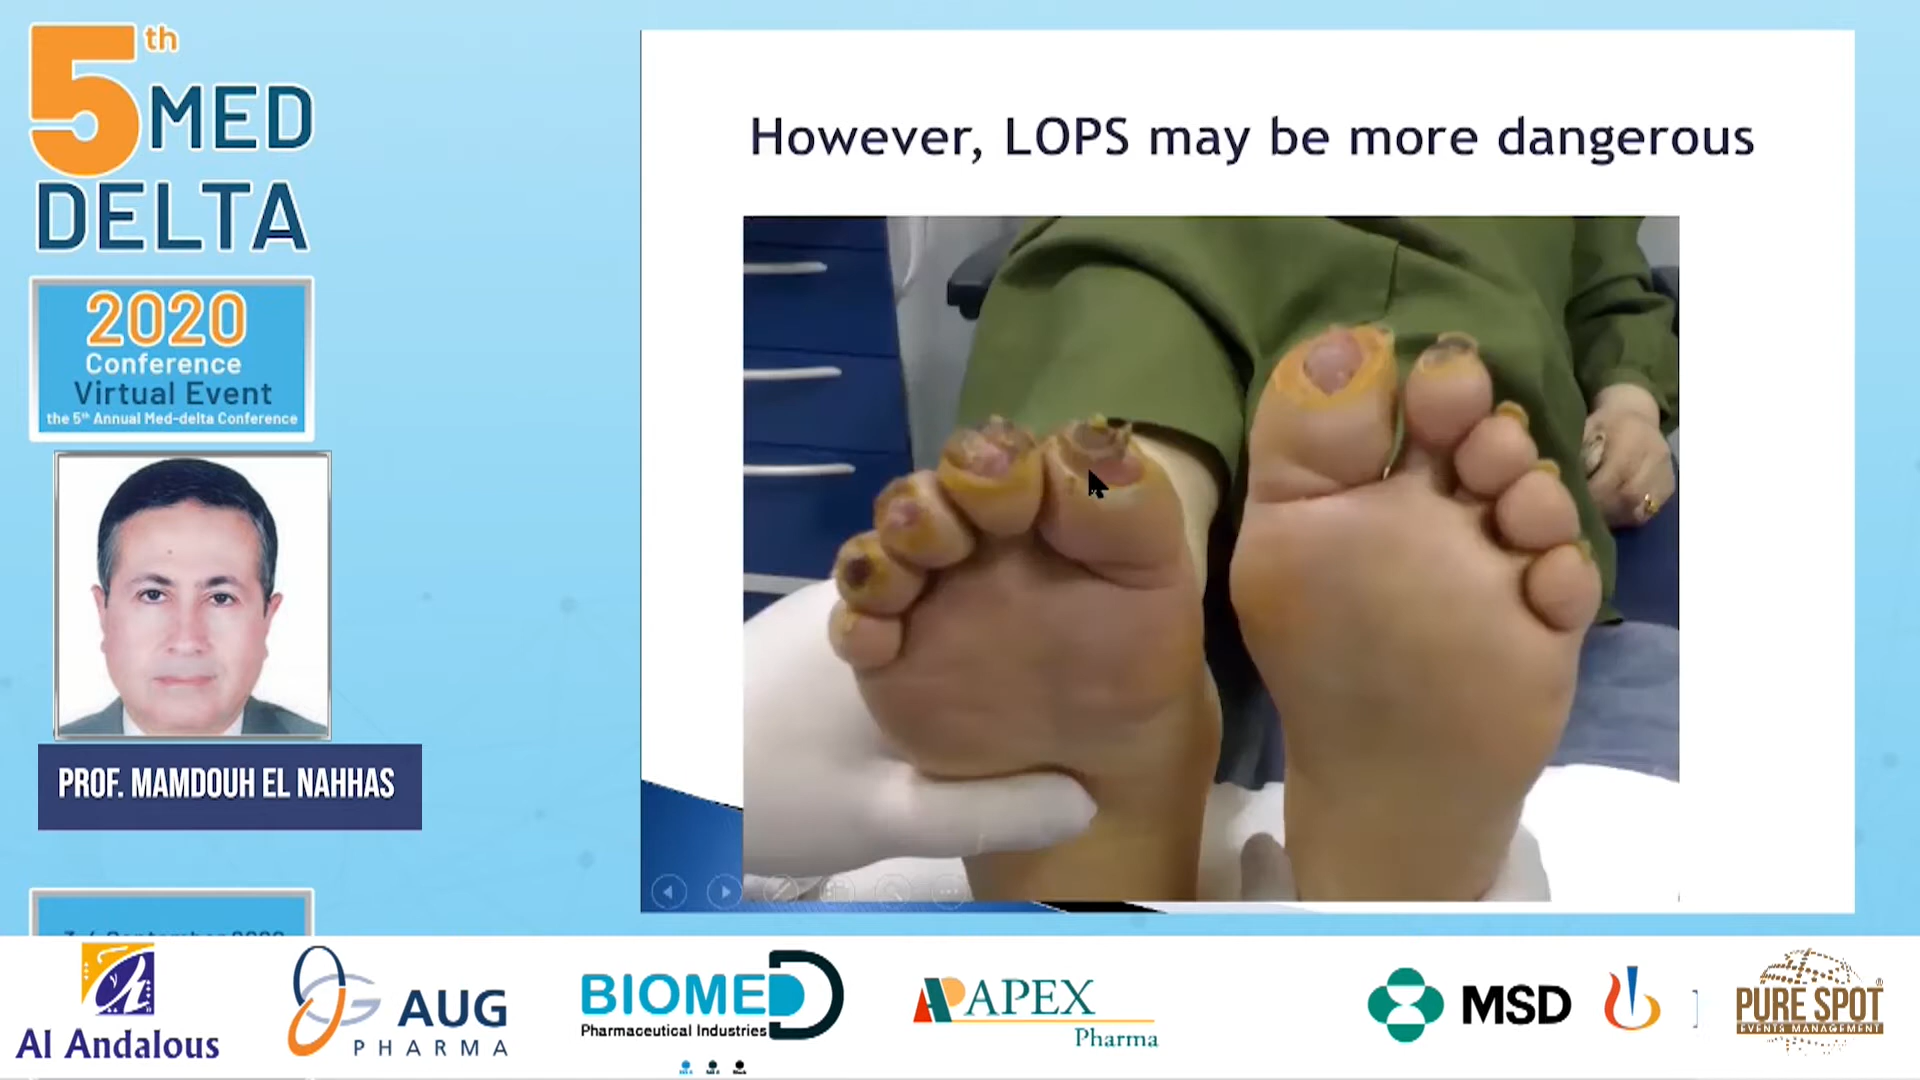 5th
MED
DELTA
2020
Conference
Virtual Event
the 5th Annual Med-delta Conference
However, LOPS may be more dangerous
PROF. MAMDOUH EL NAHHAS
Al Andalous
AUG
PHARMA
BIOMED
Pharmaceutical Industries
APEX
Pharma
MSD
PURE SPOT
EVENTS MANAGEMENT